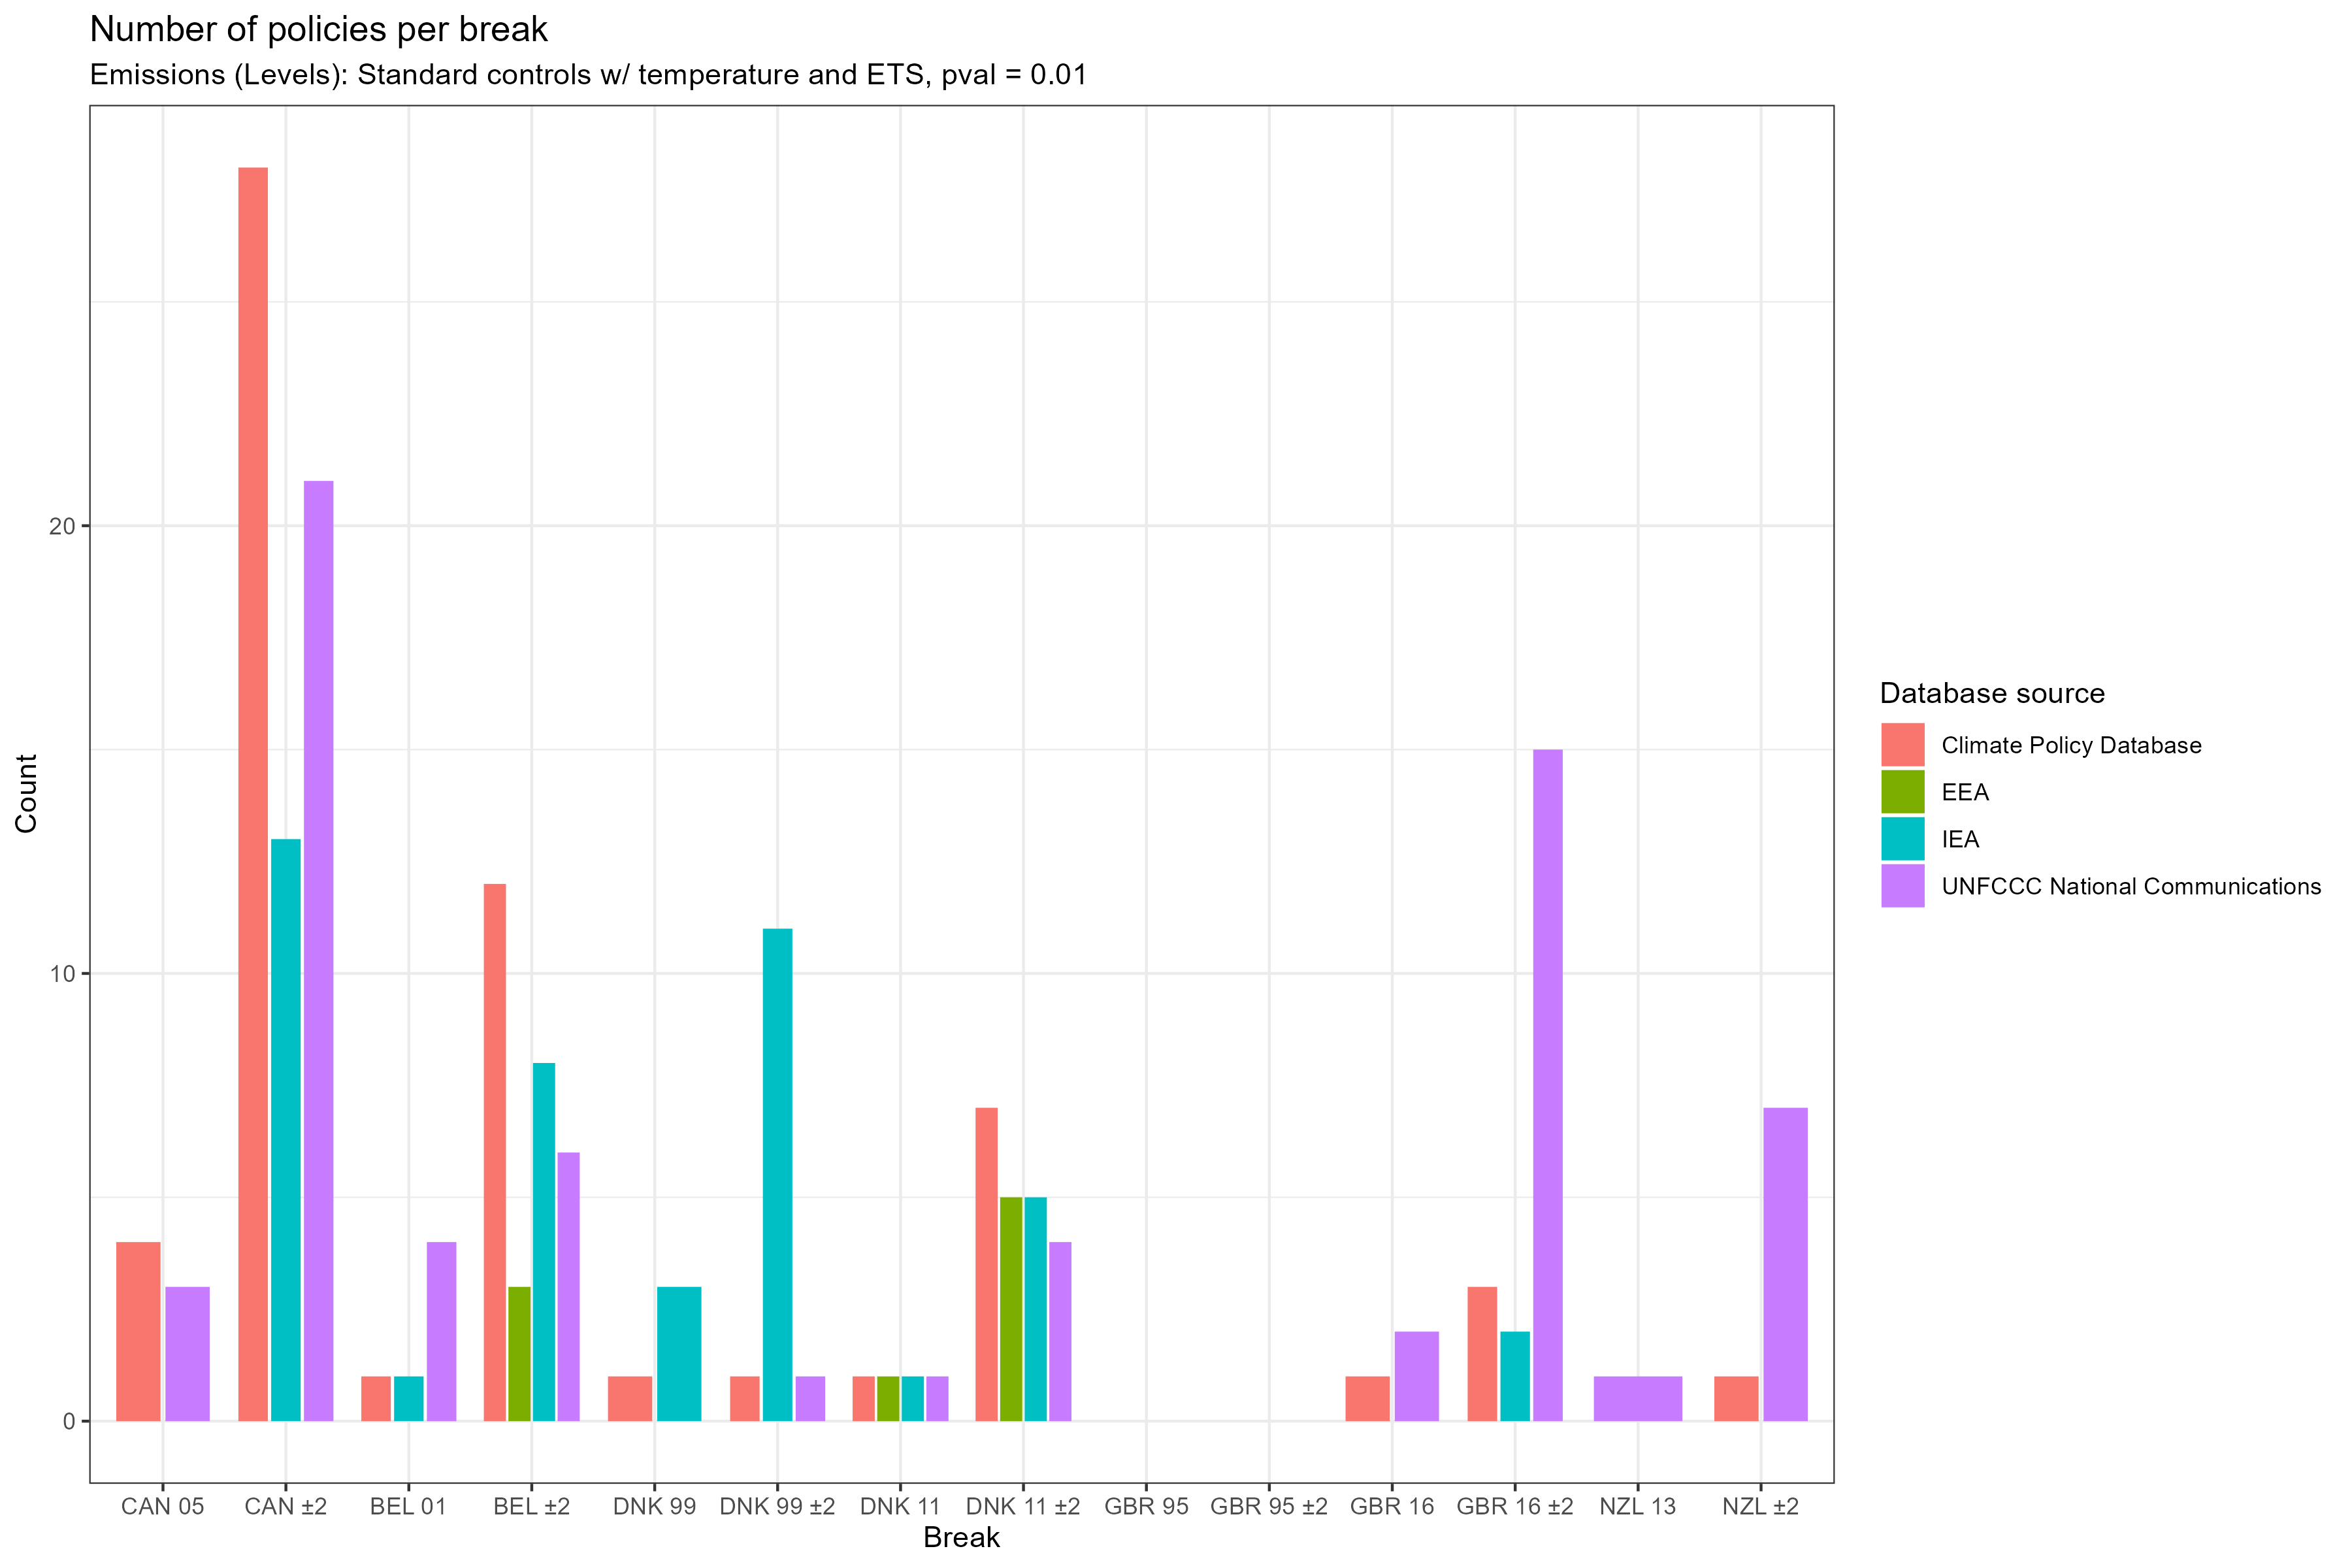 Number of policies per break
Emissions (Levels): Standard controls w/ temperature and ETS, pval = 0.01
Count
20
10
0
CAN 05
CAN ±2
BEL 01
BEL ±2
DNK 99
DNK 99 ±2
DNK 11
DNK 11 ±2
GBR 95
GBR 95 ±2
GBR 16
GBR 16 ±2
NZL 13
NZL ±2
Break
Database source
Climate Policy Database
EEA
IEA
UNFCCC National Communications